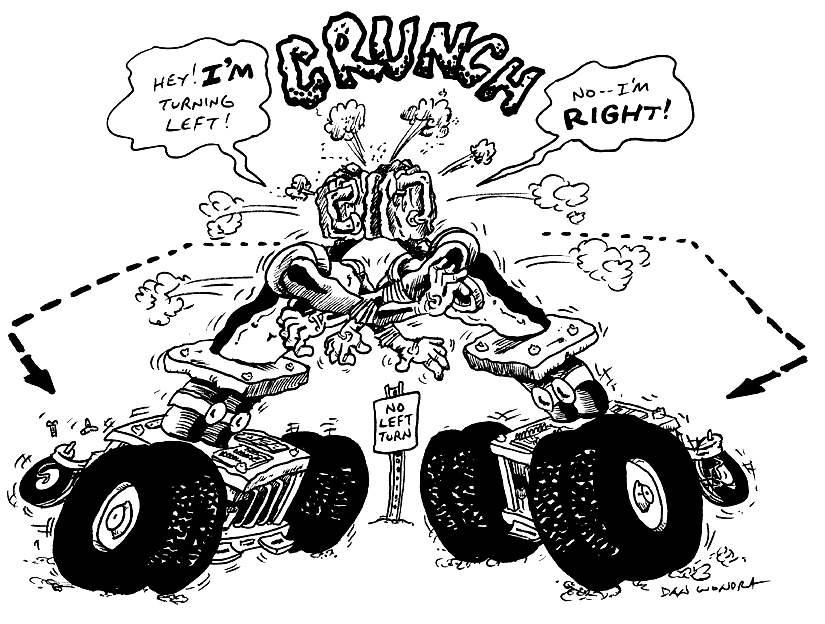 CRUNCH
HEY! I'M
TURNING
LEFT!
NO--I'M
RIGHT!
NO
LEFT
TURN
DAN WONDRA